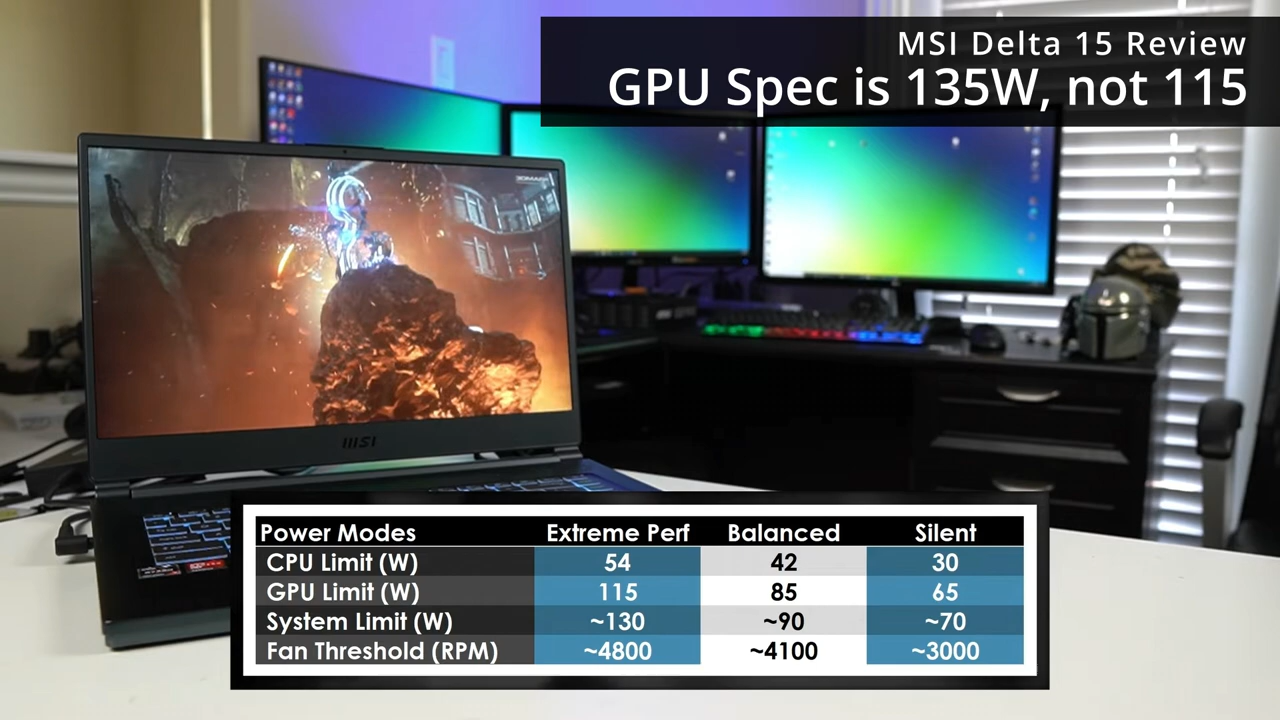 MSI Delta 15 Review
GPU Spec is 135W, not 115
3DMARK
msi
Power Modes Extreme Perf Balanced Silent
CPU Limit (W) 54 42 30
GPU Limit (W) 115 85 65
System Limit (W) ~130 ~90 ~70
Fan Threshold (RPM) ~4800 ~4100 ~3000